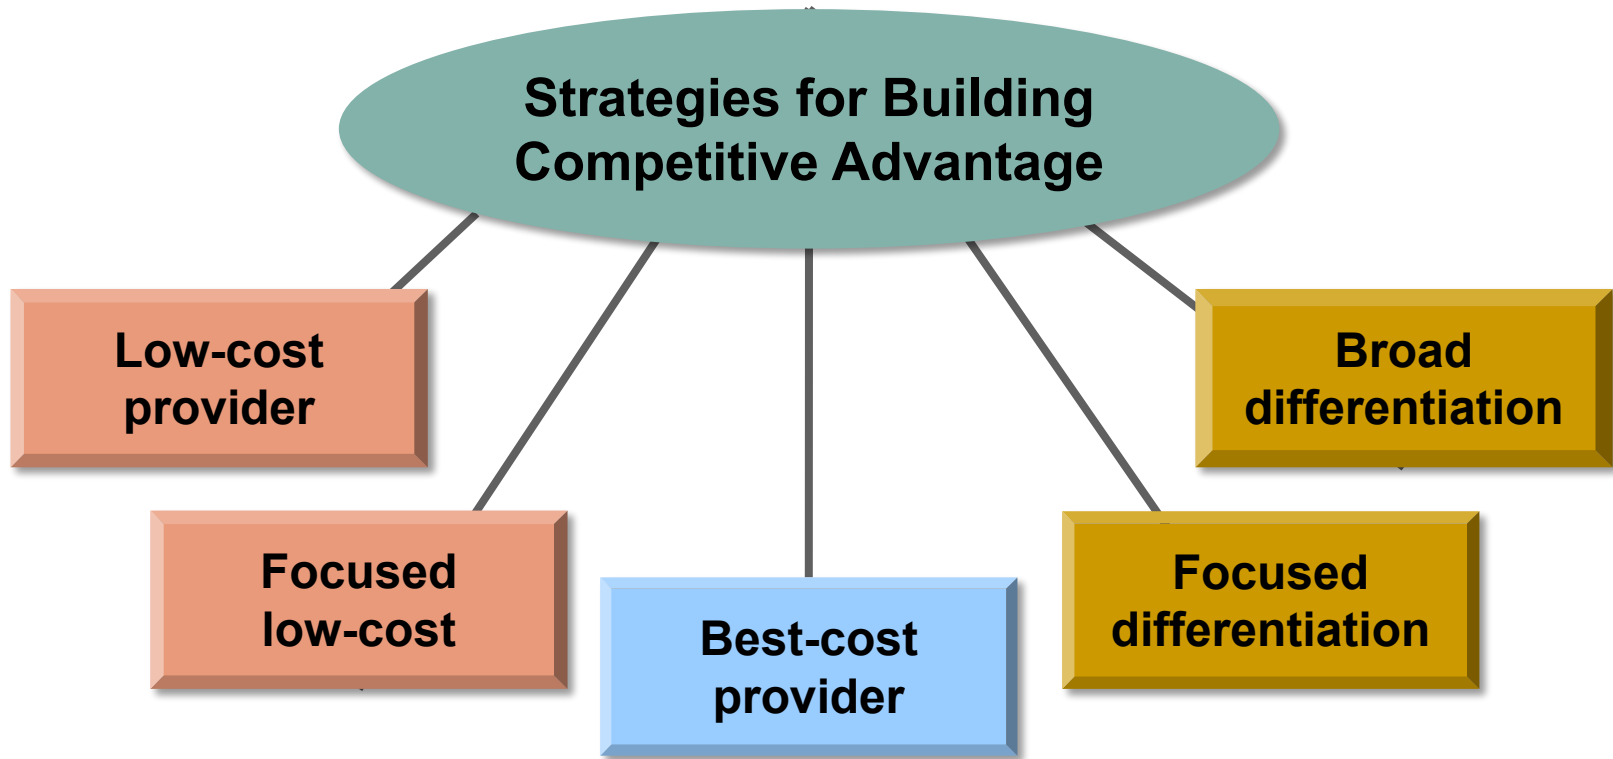 Strategies for Building
Competitive Advantage
Low-cost
provider
Broad
differentiation
Focused
low-cost
Focused
differentiation
Best-cost
provider